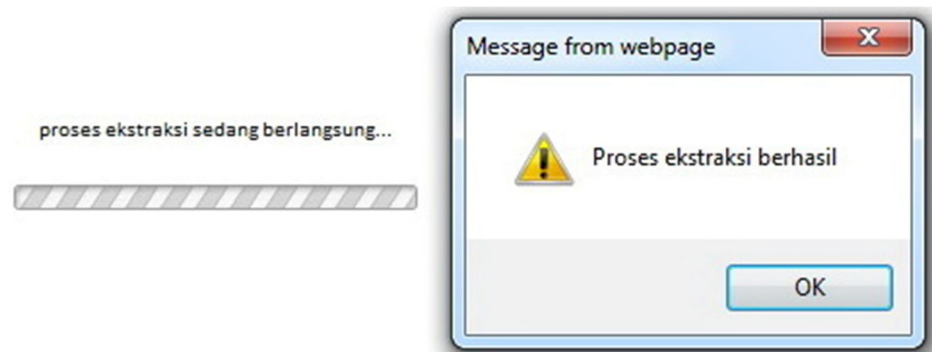 proses ekstraksi sedang berlangsung...
Message from webpage
Proses ekstraksi berhasil
OK